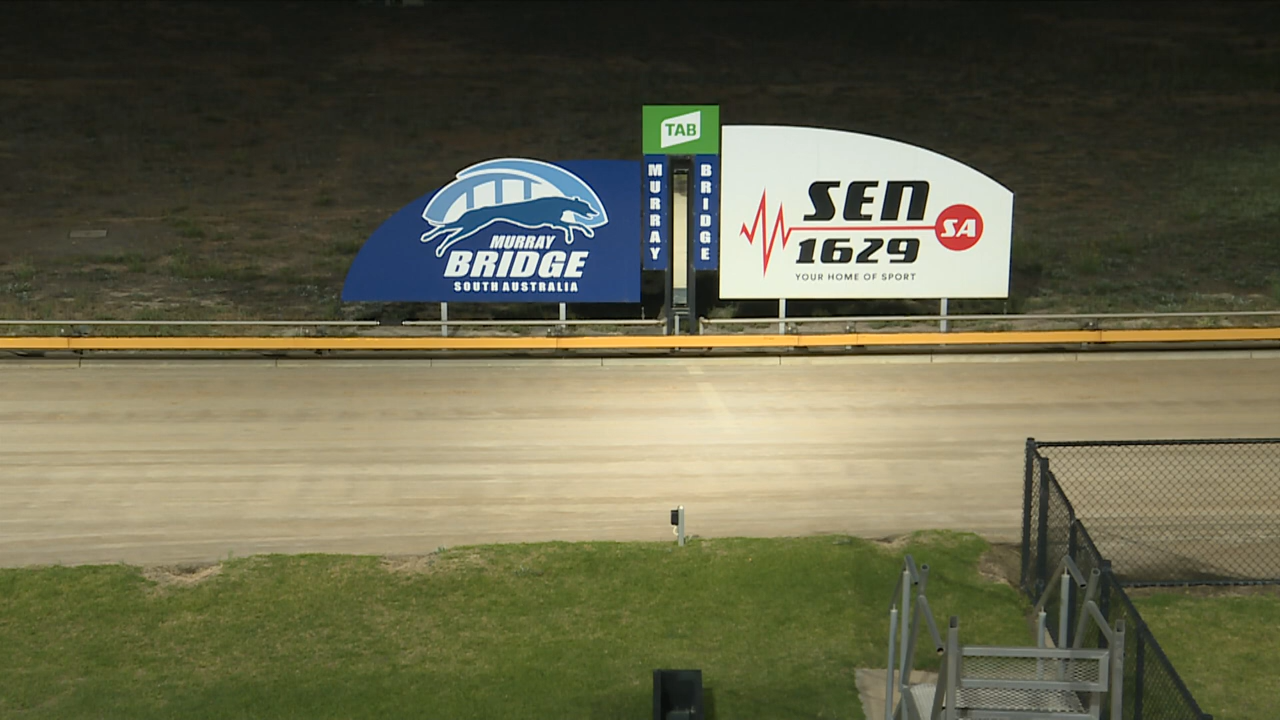 TAB
MURRAY
BRIDGE
MURRAY
BRIDGE
SOUTH AUSTRALIA
SEN
SA
1629
YOUR HOME OF SPORT